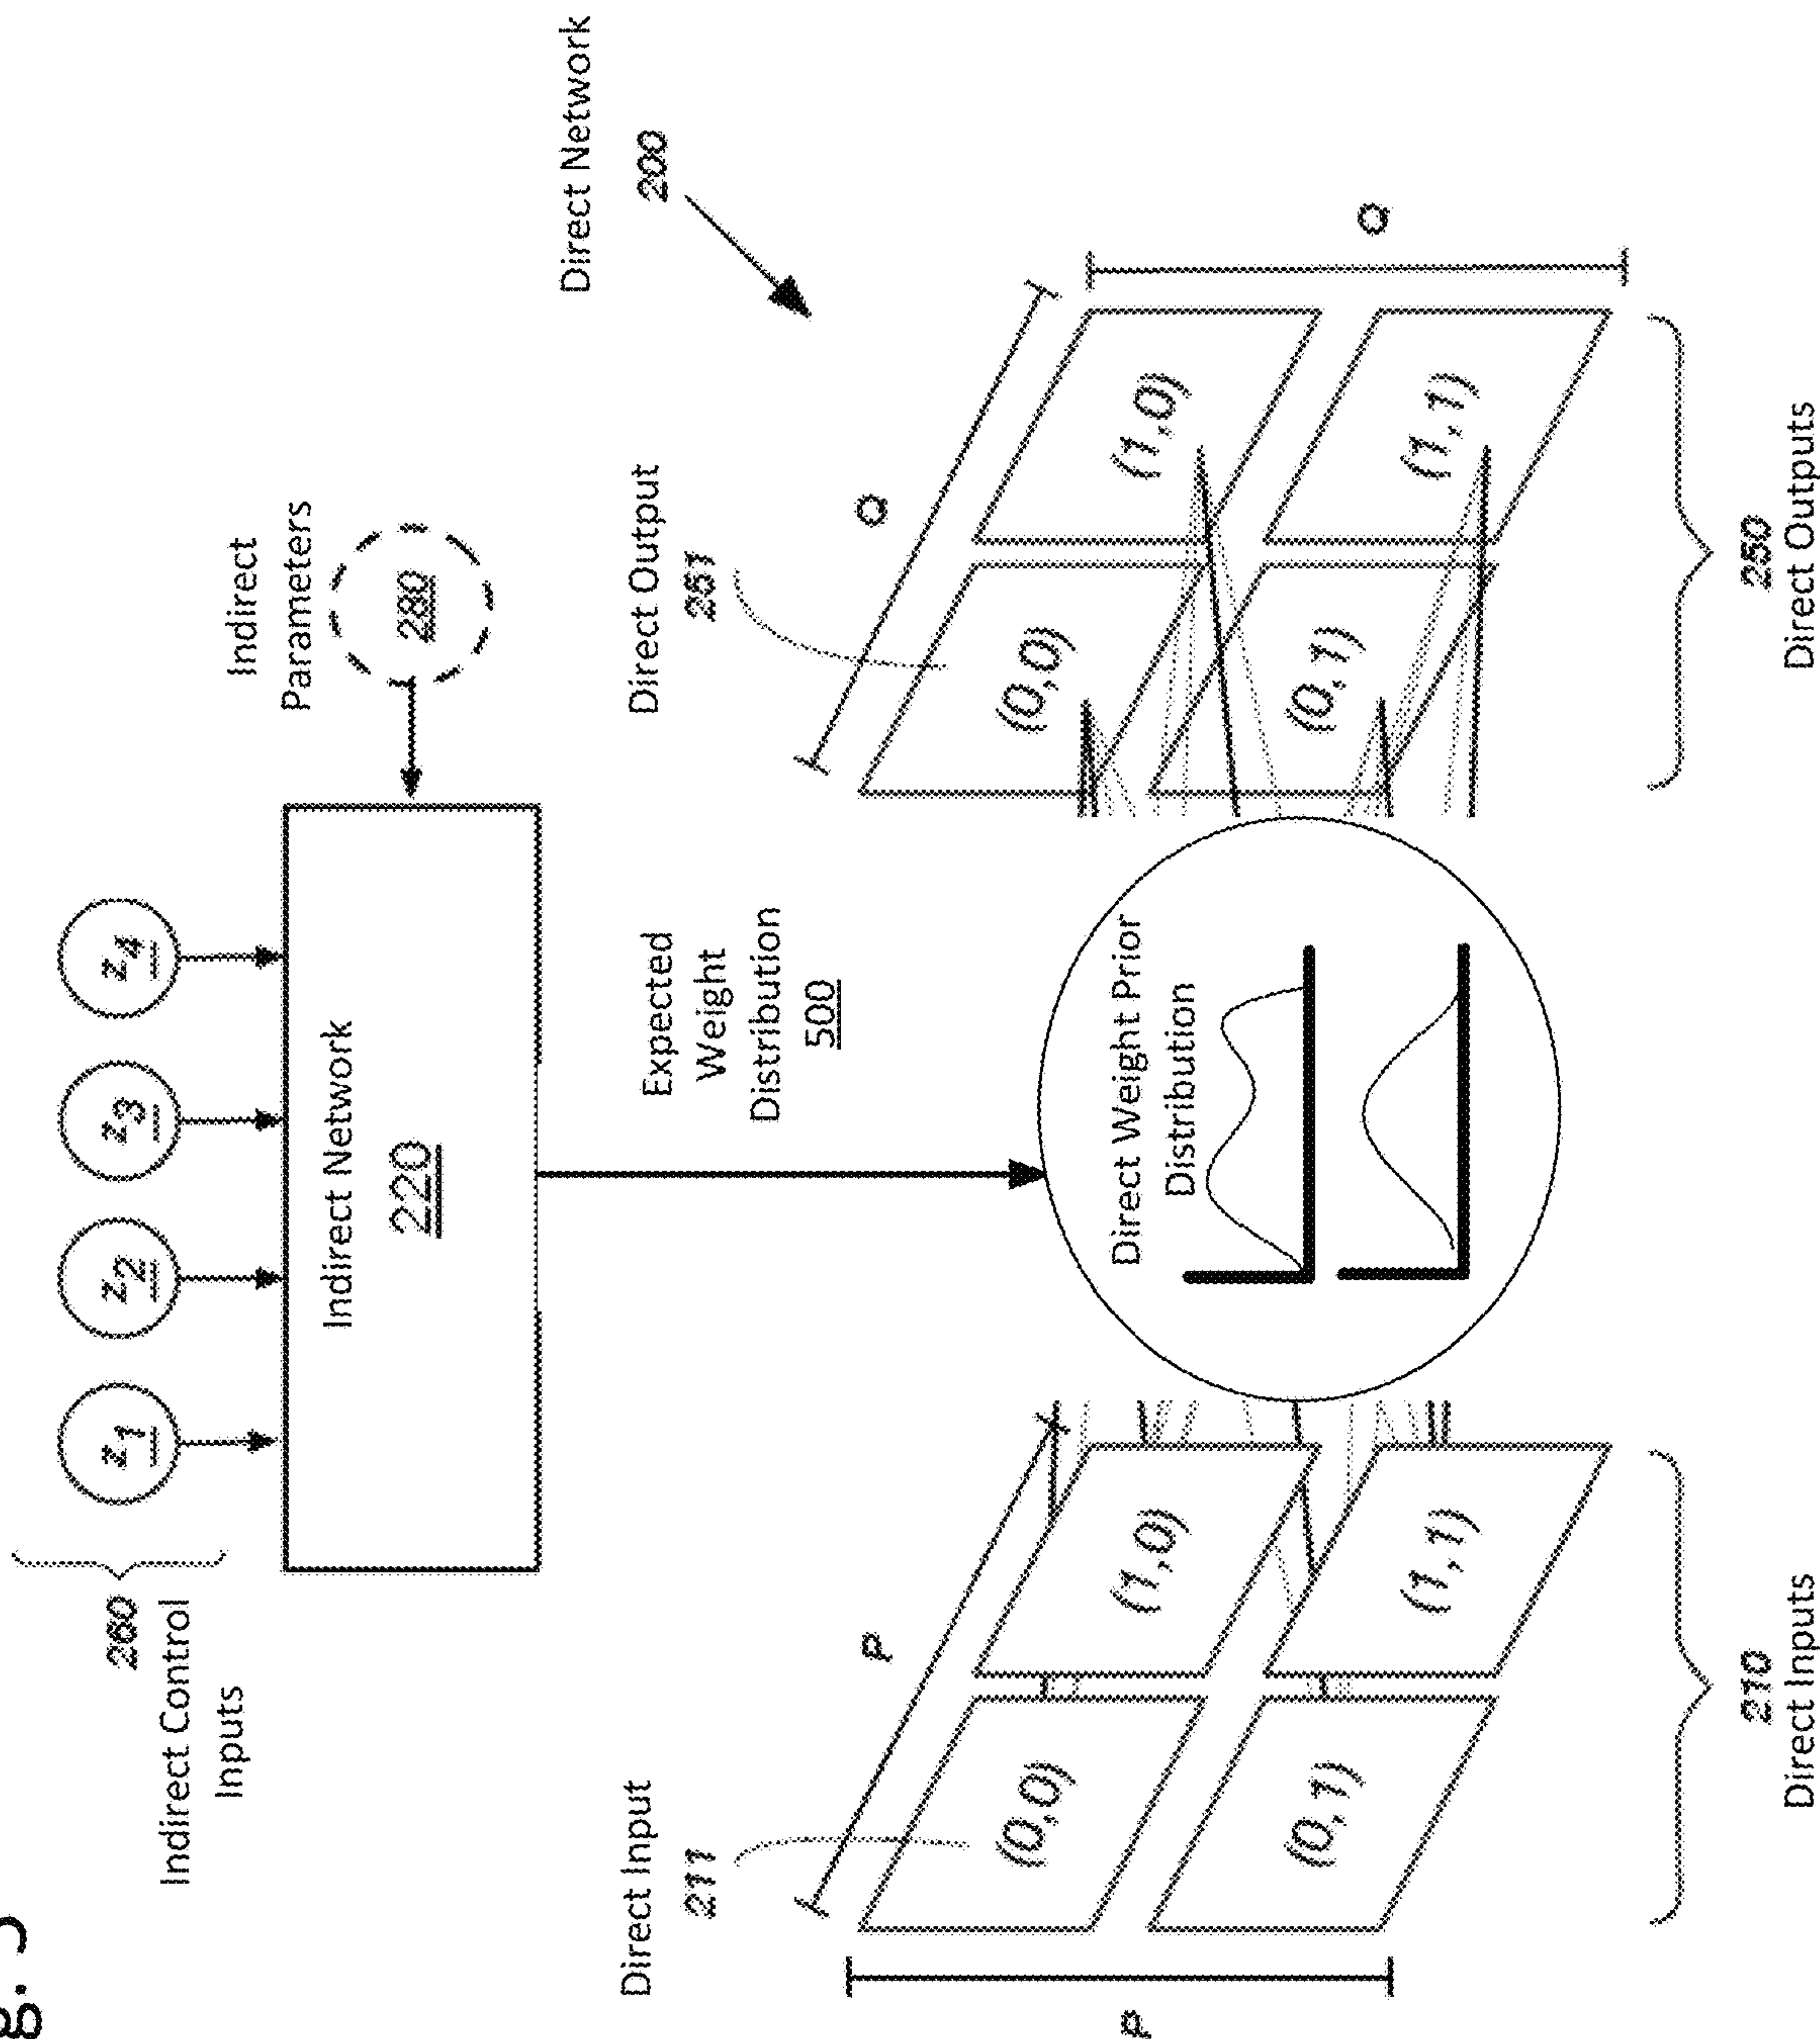 g. 5
260
Indirect Control
Inputs
z1
z2
z3
z4
Indirect Network
220
Indirect
Parameters
280
Expected
Weight
Distribution
500
Direct Network
200
Direct Input
211
P
P
(0,0)
(1,0)
(0,1)
(1,1)
210
Direct Inputs
Direct Weight Prior
Distribution
Direct Output
251
Q
Q
(0,0)
(1,0)
(0,1)
(1,1)
250
Direct Outputs